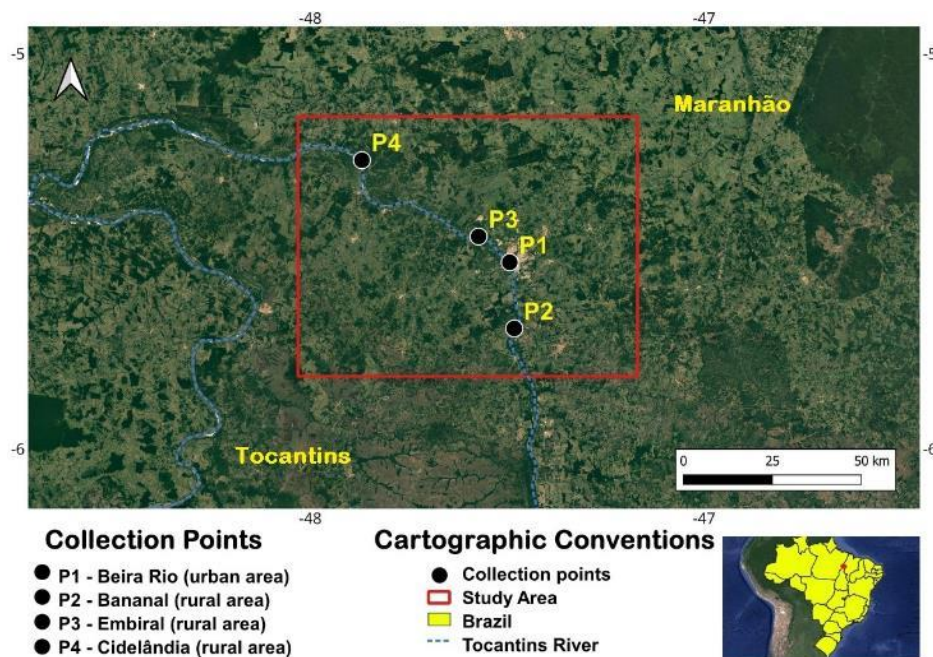 -48 -47
-5 -5
Maranhão
P4
P3
P1
P2
-6 -6
Tocantins
0 25 50 km
-48 -47
Collection Points
P1 - Beira Rio (urban area)
P2 - Bananal (rural area)
P3 - Embiral (rural area)
P4 - Cidelândia (rural area)
Cartographic Conventions
Collection points
Study Area
Brazil
Tocantins River